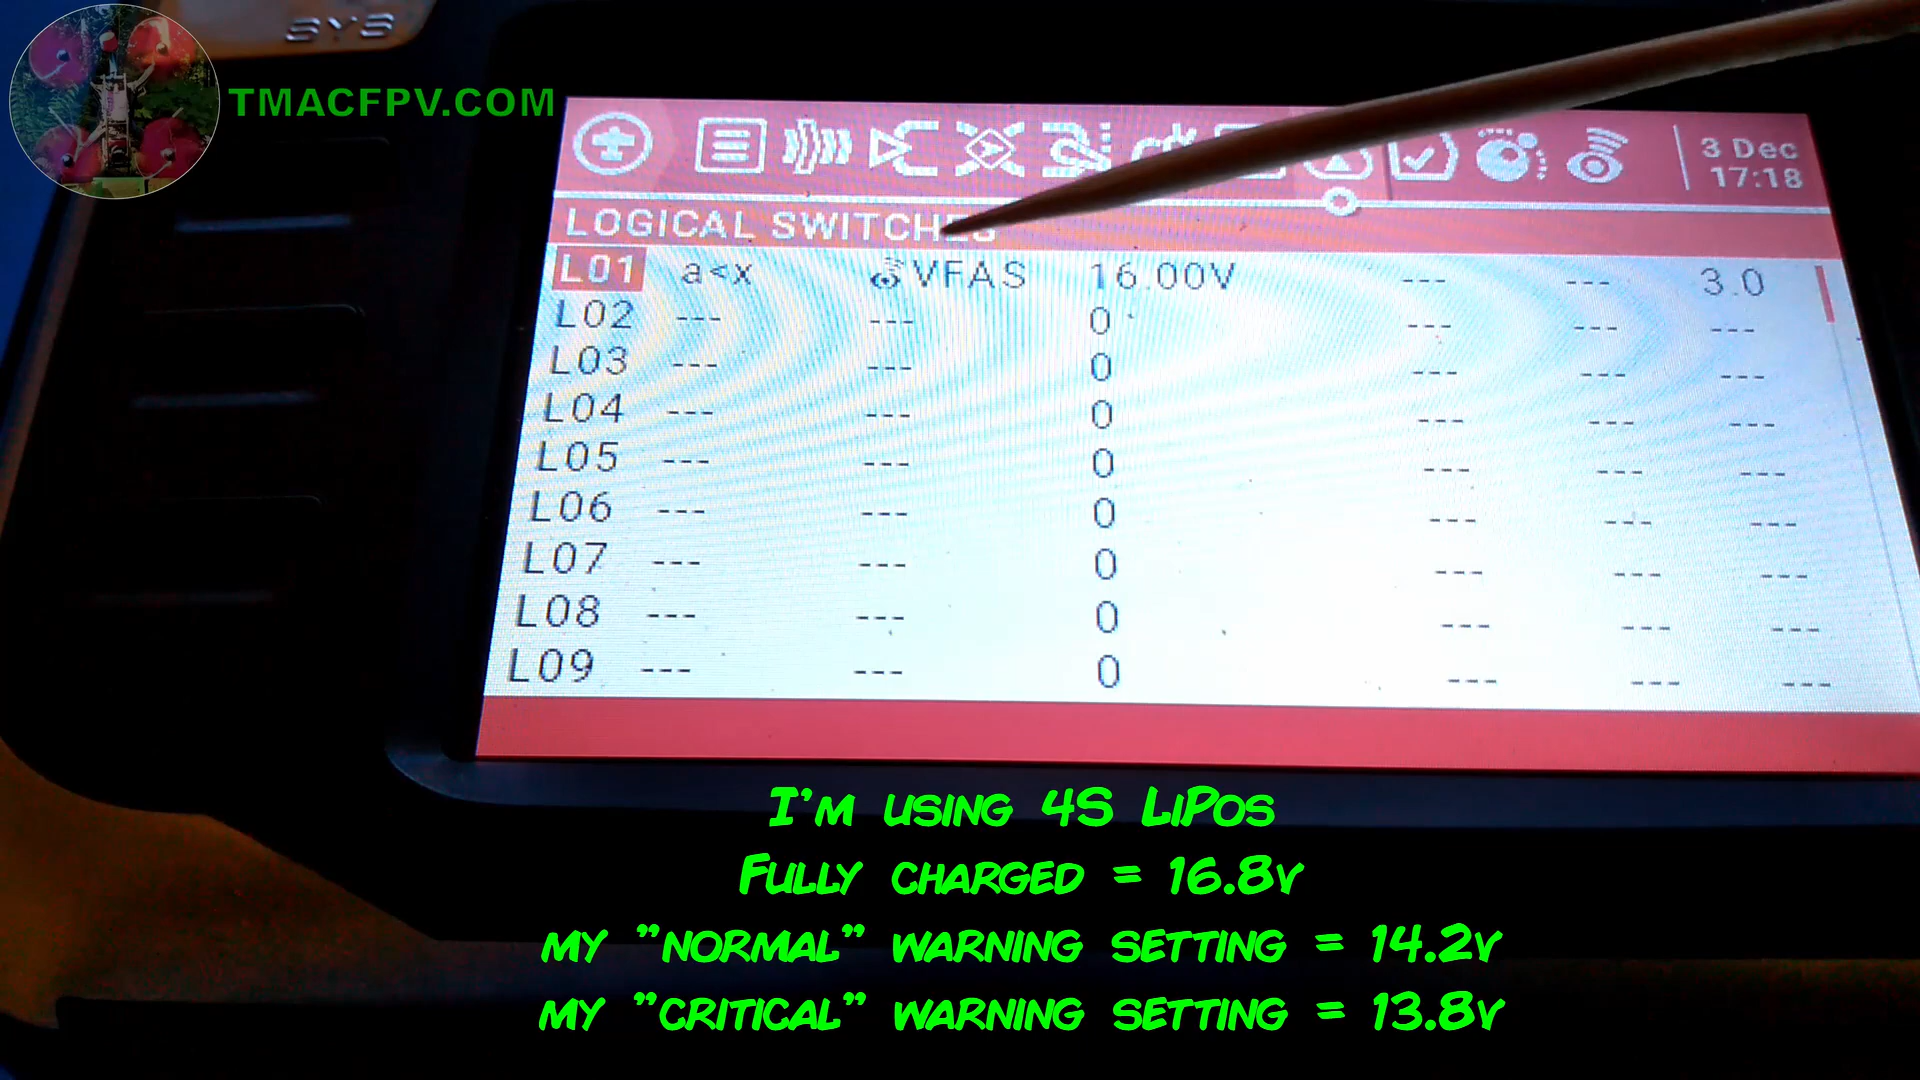 SYS
TMACFPV.COM
3 Dec
17:18
LOGICAL SWITCHES
L01 a<x VFAS 16.00V --- --- 3.0
L02 --- --- 0 --- --- ---
L03 --- --- 0 --- --- ---
L04 --- --- 0 --- --- ---
L05 --- --- 0 --- --- ---
L06 --- --- 0 --- --- ---
L07 --- --- 0 --- --- ---
L08 --- --- 0 --- --- ---
L09 --- --- 0 --- --- ---
I'm using 4S LiPos
Fully charged = 16.8v
my "normal" warning setting = 14.2v
my "critical" warning setting = 13.8v